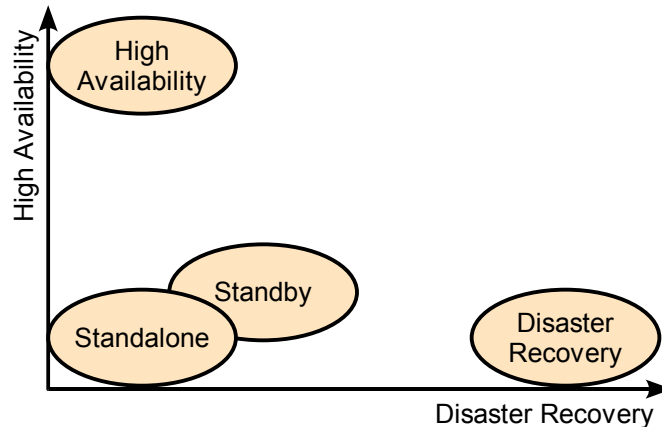 High
Availability
High Availability
Standby
Standalone
Disaster
Recovery
Disaster Recovery